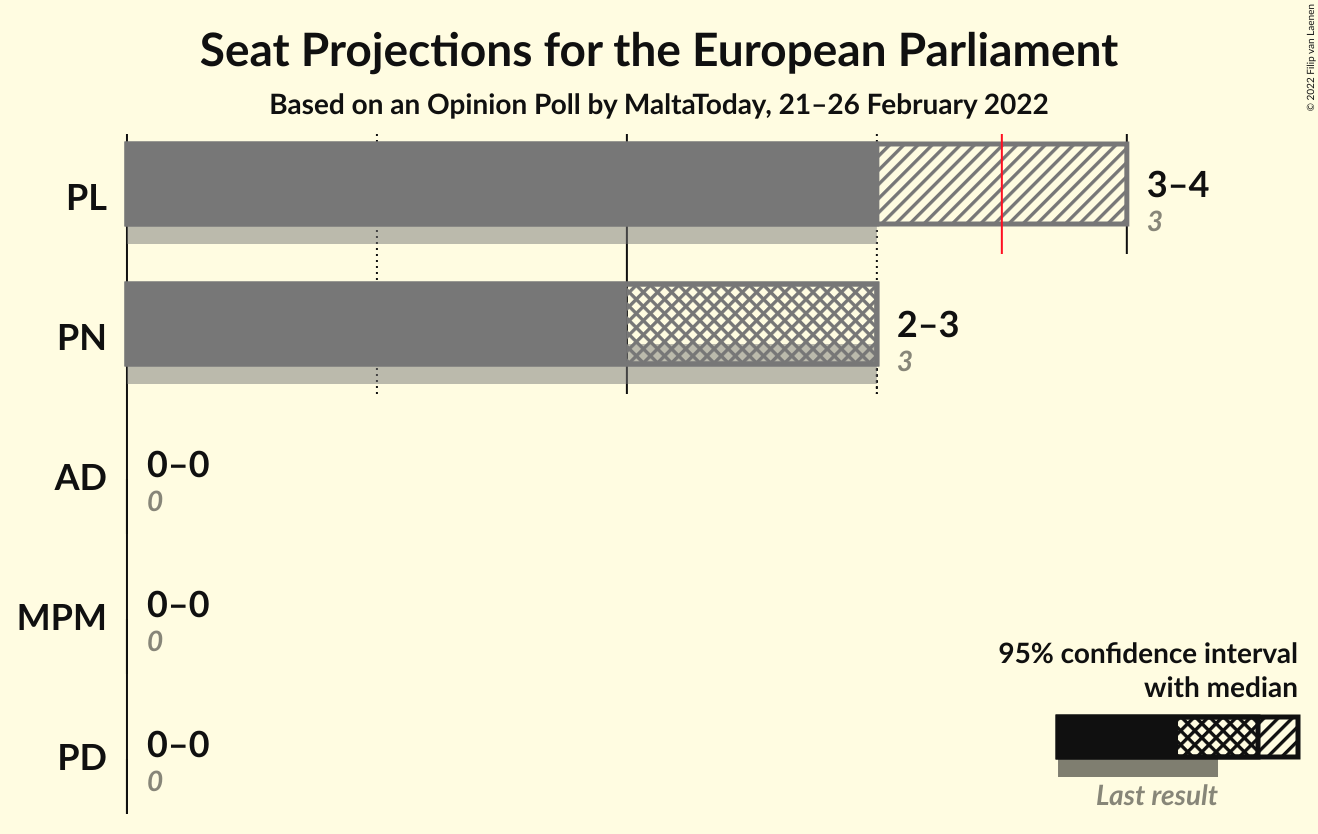 Seat Projections for the European Parliament
Based on an Opinion Poll by MaltaToday, 21–26 February 2022
© 2022 Filip van Laenen
PL
3–4
3
PN
2–3
3
AD
0–0
0
MPM
0–0
0
PD
0–0
0
95% confidence interval
with median
Last result